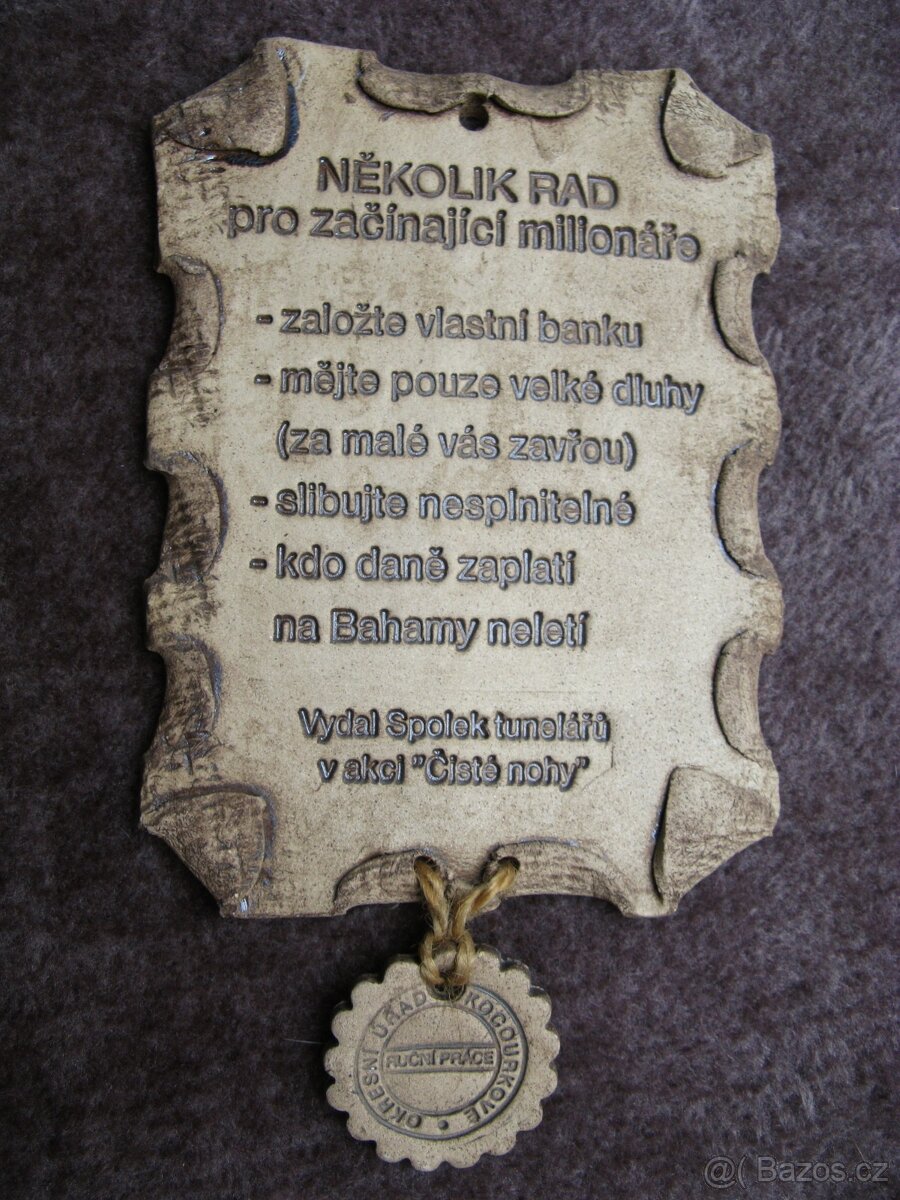 NĚKOLIK RAD
pro začínající milionáře
- založte vlastní banku
- mějte pouze velké dluhy
(za malé vás zavřou)
- slibujte nesplnitelné
- kdo daně zaplatí
na Bahamy neletí
Vydal Spolek tunelářů
v akci "Čisté nohy"
OKRESNÍ ÚŘAD KOCOURKOVĚ •
RUČNÍ PRÁCE
@( Bazos.cz